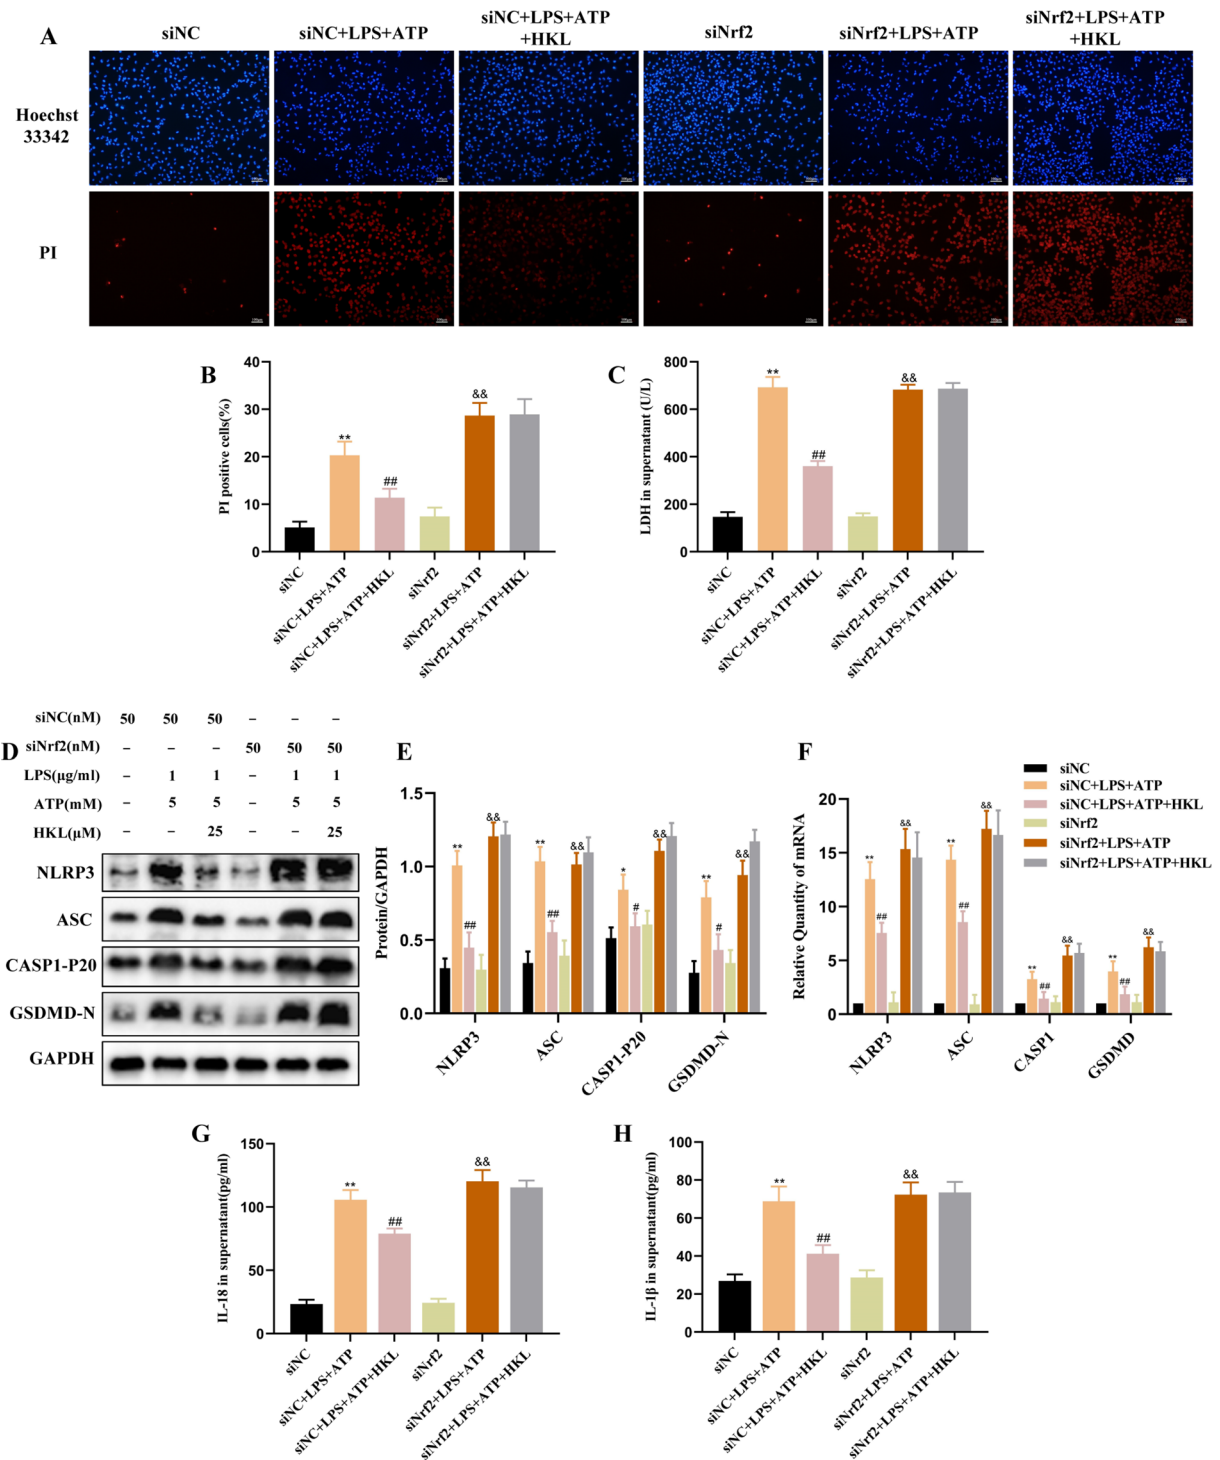 A
siNC
siNC+LPS+ATP
siNC+LPS+ATP
+HKL
siNrf2
siNrf2+LPS+ATP
siNrf2+LPS+ATP
+HKL
Hoechst
33342
PI
B
PI positive cells(%)
40
30
20
10
0
**
##
&&
siNC
siNC+LPS+ATP
siNC+LPS+ATP+HKL
siNrf2
siNrf2+LPS+ATP
siNrf2+LPS+ATP+HKL
C
LDH in supernatant (U/L)
800
600
400
200
0
**
##
&&
siNC
siNC+LPS+ATP
siNC+LPS+ATP+HKL
siNrf2
siNrf2+LPS+ATP
siNrf2+LPS+ATP+HKL
D
siNC(nM) 50 50 50 – – –
siNrf2(nM) – – – 50 50 50
LPS(μg/ml) – 1 1 – 1 1
ATP(mM) – 5 5 – 5 5
HKL(μM) – – 25 – – 25
NLRP3
ASC
CASP1-P20
GSDMD-N
GAPDH
E
Protein/GAPDH
1.5
1.0
0.5
0.0
** ## &&
** ## &&
* # &&
** # &&
NLRP3
ASC
CASP1-P20
GSDMD-N
F
Relative Quantity of mRNA
20
15
10
5
0
** ## &&
** ## &&
** ## &&
** ## &&
NLRP3
ASC
CASP1
GSDMD
siNC
siNC+LPS+ATP
siNC+LPS+ATP+HKL
siNrf2
siNrf2+LPS+ATP
siNrf2+LPS+ATP+HKL
G
IL-18 in supernatant(pg/ml)
150
100
50
0
**
##
&&
siNC
siNC+LPS+ATP
siNC+LPS+ATP+HKL
siNrf2
siNrf2+LPS+ATP
siNrf2+LPS+ATP+HKL
H
IL-1β in supernatant(pg/ml)
100
80
60
40
20
0
**
##
&&
siNC
siNC+LPS+ATP
siNC+LPS+ATP+HKL
siNrf2
siNrf2+LPS+ATP
siNrf2+LPS+ATP+HKL